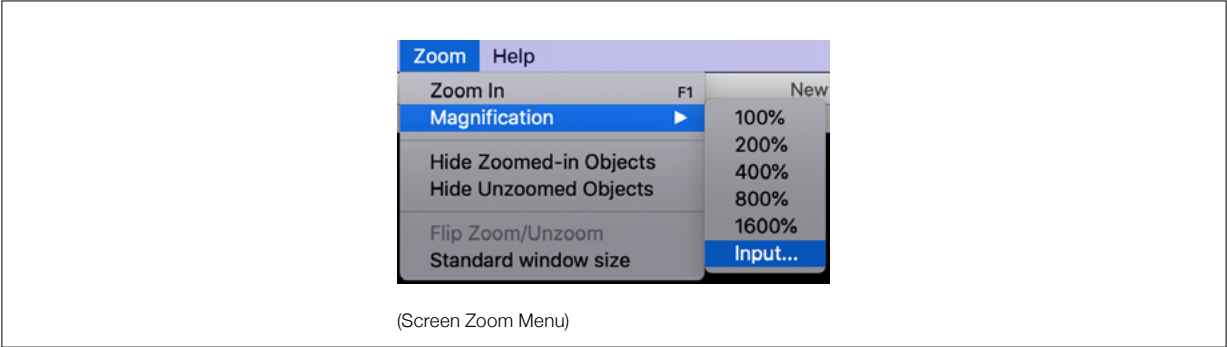 Zoom Help
Zoom In F1 New
Magnification ▶ 100%
200%
Hide Zoomed-in Objects 400%
Hide Unzoomed Objects 800%
1600%
Flip Zoom/Unzoom
Standard window size Input...
(Screen Zoom Menu)